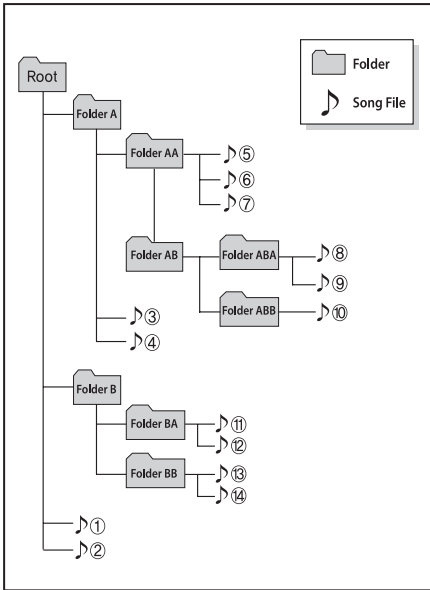 Root
Folder
Song File
Folder A
Folder AA
⑤
⑥
⑦
Folder AB
Folder ABA
⑧
⑨
Folder ABB
⑩
③
④
Folder B
Folder BA
⑪
⑫
Folder BB
⑬
⑭
①
②